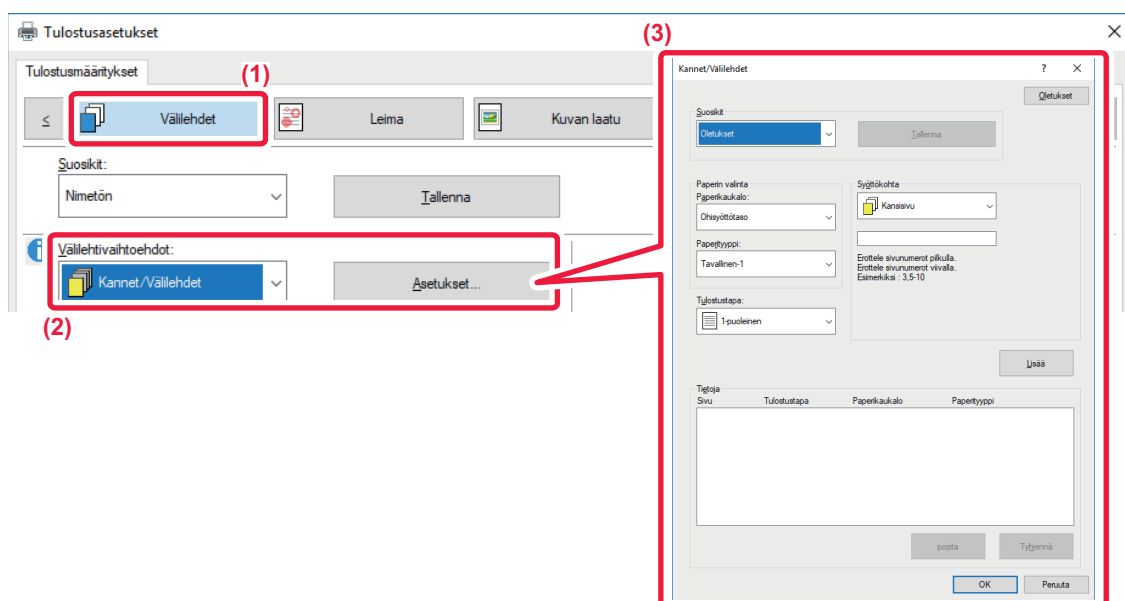 Tulostusasetukset
Tulostusmääritykset
(1)
≤
Välilehdet
Leima
Kuvan laatu
Suosikit:
Nimetön
Tallenna
Välilehtivaihtoehdot:
Kannet/Välilehdet
Asetukset...
(2)
(3)
Kannet/Välilehdet
?
Oletukset
Suosikit
Oletukset
Tallenna
Paperin valinta
Paperikaukalo:
Ohisyöttötaso
Paperityyppi:
Tavallinen-1
Tulostustapa:
1-puoleinen
Syöttökohta
Kansisivu
Erottele sivunumerot pilkulla.
Erottele sivunumerot viivalla.
Esimerkiksi : 3,5-10
Lisää
Tietoja
Sivu Tulostustapa Paperikaukalo Paperityyppi
poista
Tyhjennä
OK
Peruuta